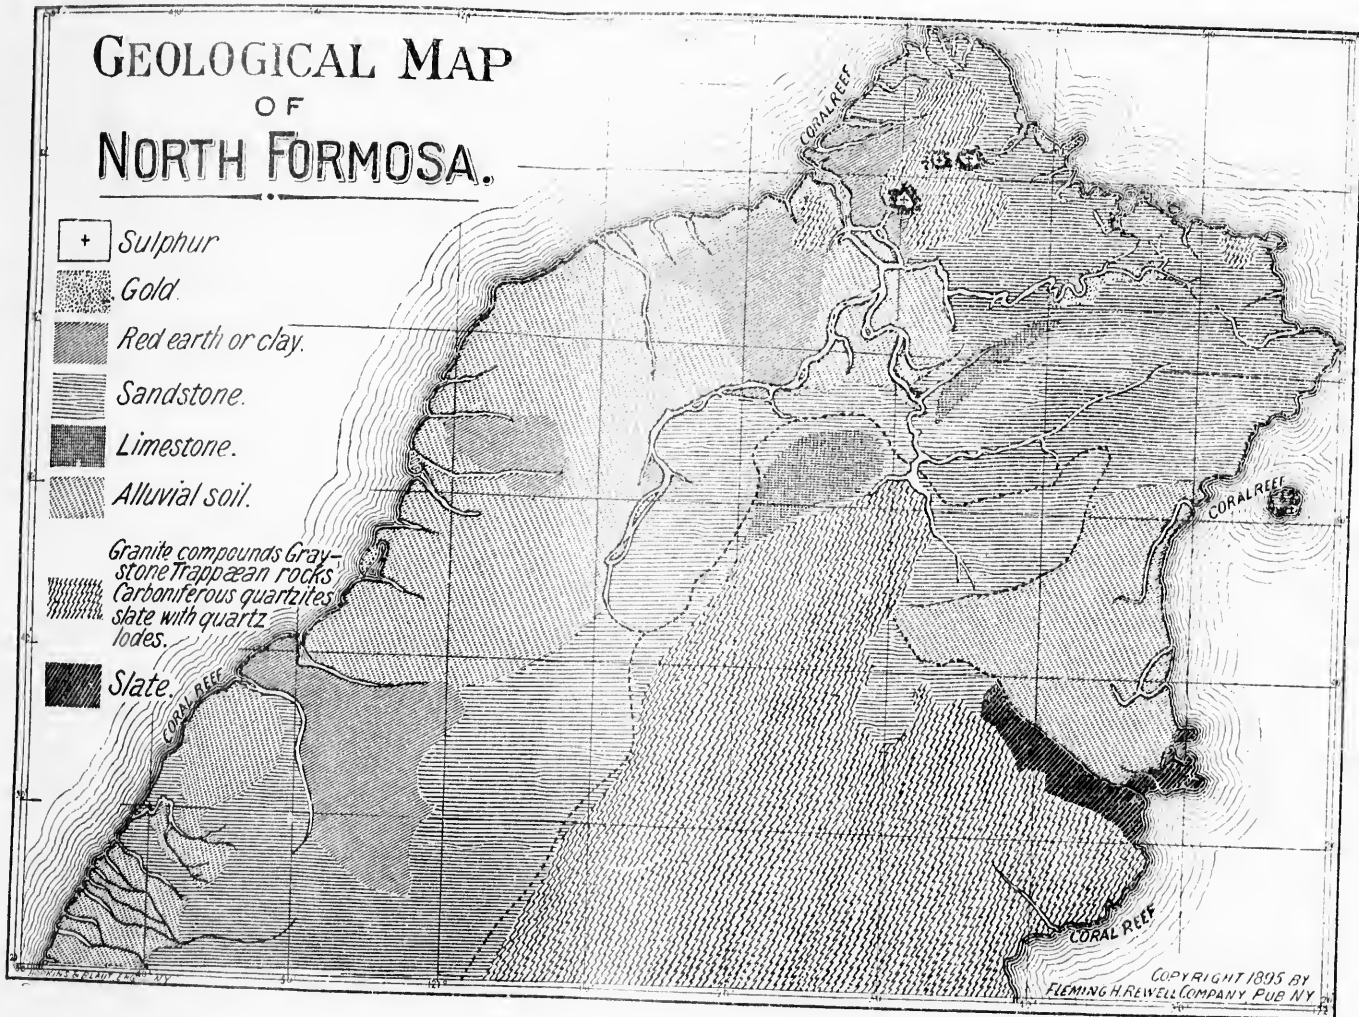 GEOLOGICAL MAP
OF
NORTH FORMOSA.
Sulphur
Gold.
Red earth or clay.
Sandstone.
Limestone.
Alluvial soil.
Granite compounds Gray-
stone Trappæan rocks
Carboniferous quartzites
slate with quartz
lodes.
Slate.
CORAL REEF
CORAL REEF
CORAL REEF
CORAL REEF
COPYRIGHT 1895 BY
FLEMING H. REWELL COMPANY PUB NY